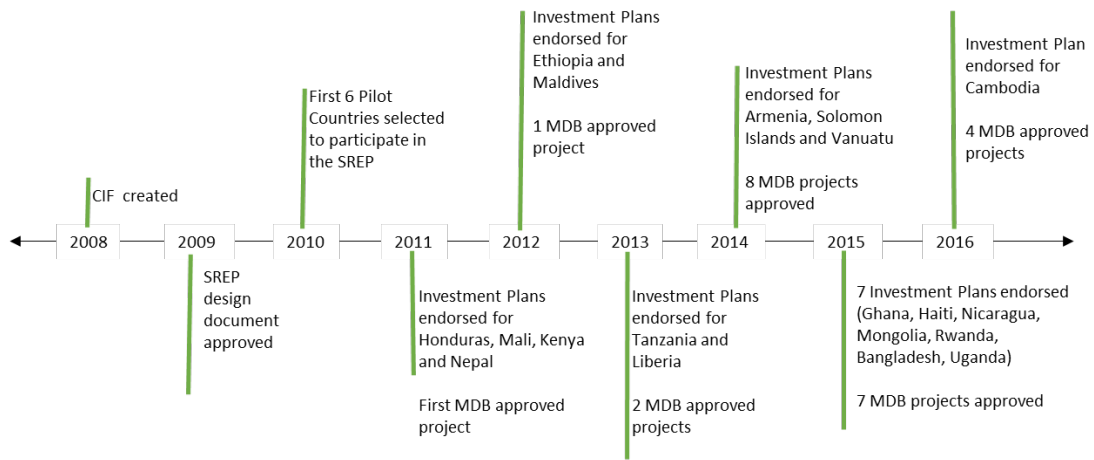 CIF created
2008
2009
SREP
design
document
approved
First 6 Pilot
Countries selected
to participate in
the SREP
2010
2011
Investment Plans
endorsed for
Honduras, Mali, Kenya
and Nepal
First MDB approved
project
Investment Plans
endorsed for
Ethiopia and
Maldives
1 MDB approved
project
2012
2013
Investment Plans
endorsed for
Tanzania and
Liberia
2 MDB approved
projects
Investment Plans
endorsed for
Armenia, Solomon
Islands and Vanuatu
8 MDB projects
approved
2014
2015
7 Investment Plans endorsed
(Ghana, Haiti, Nicaragua,
Mongolia, Rwanda,
Bangladesh, Uganda)
7 MDB projects approved
Investment Plan
endorsed for
Cambodia
4 MDB approved
projects
2016